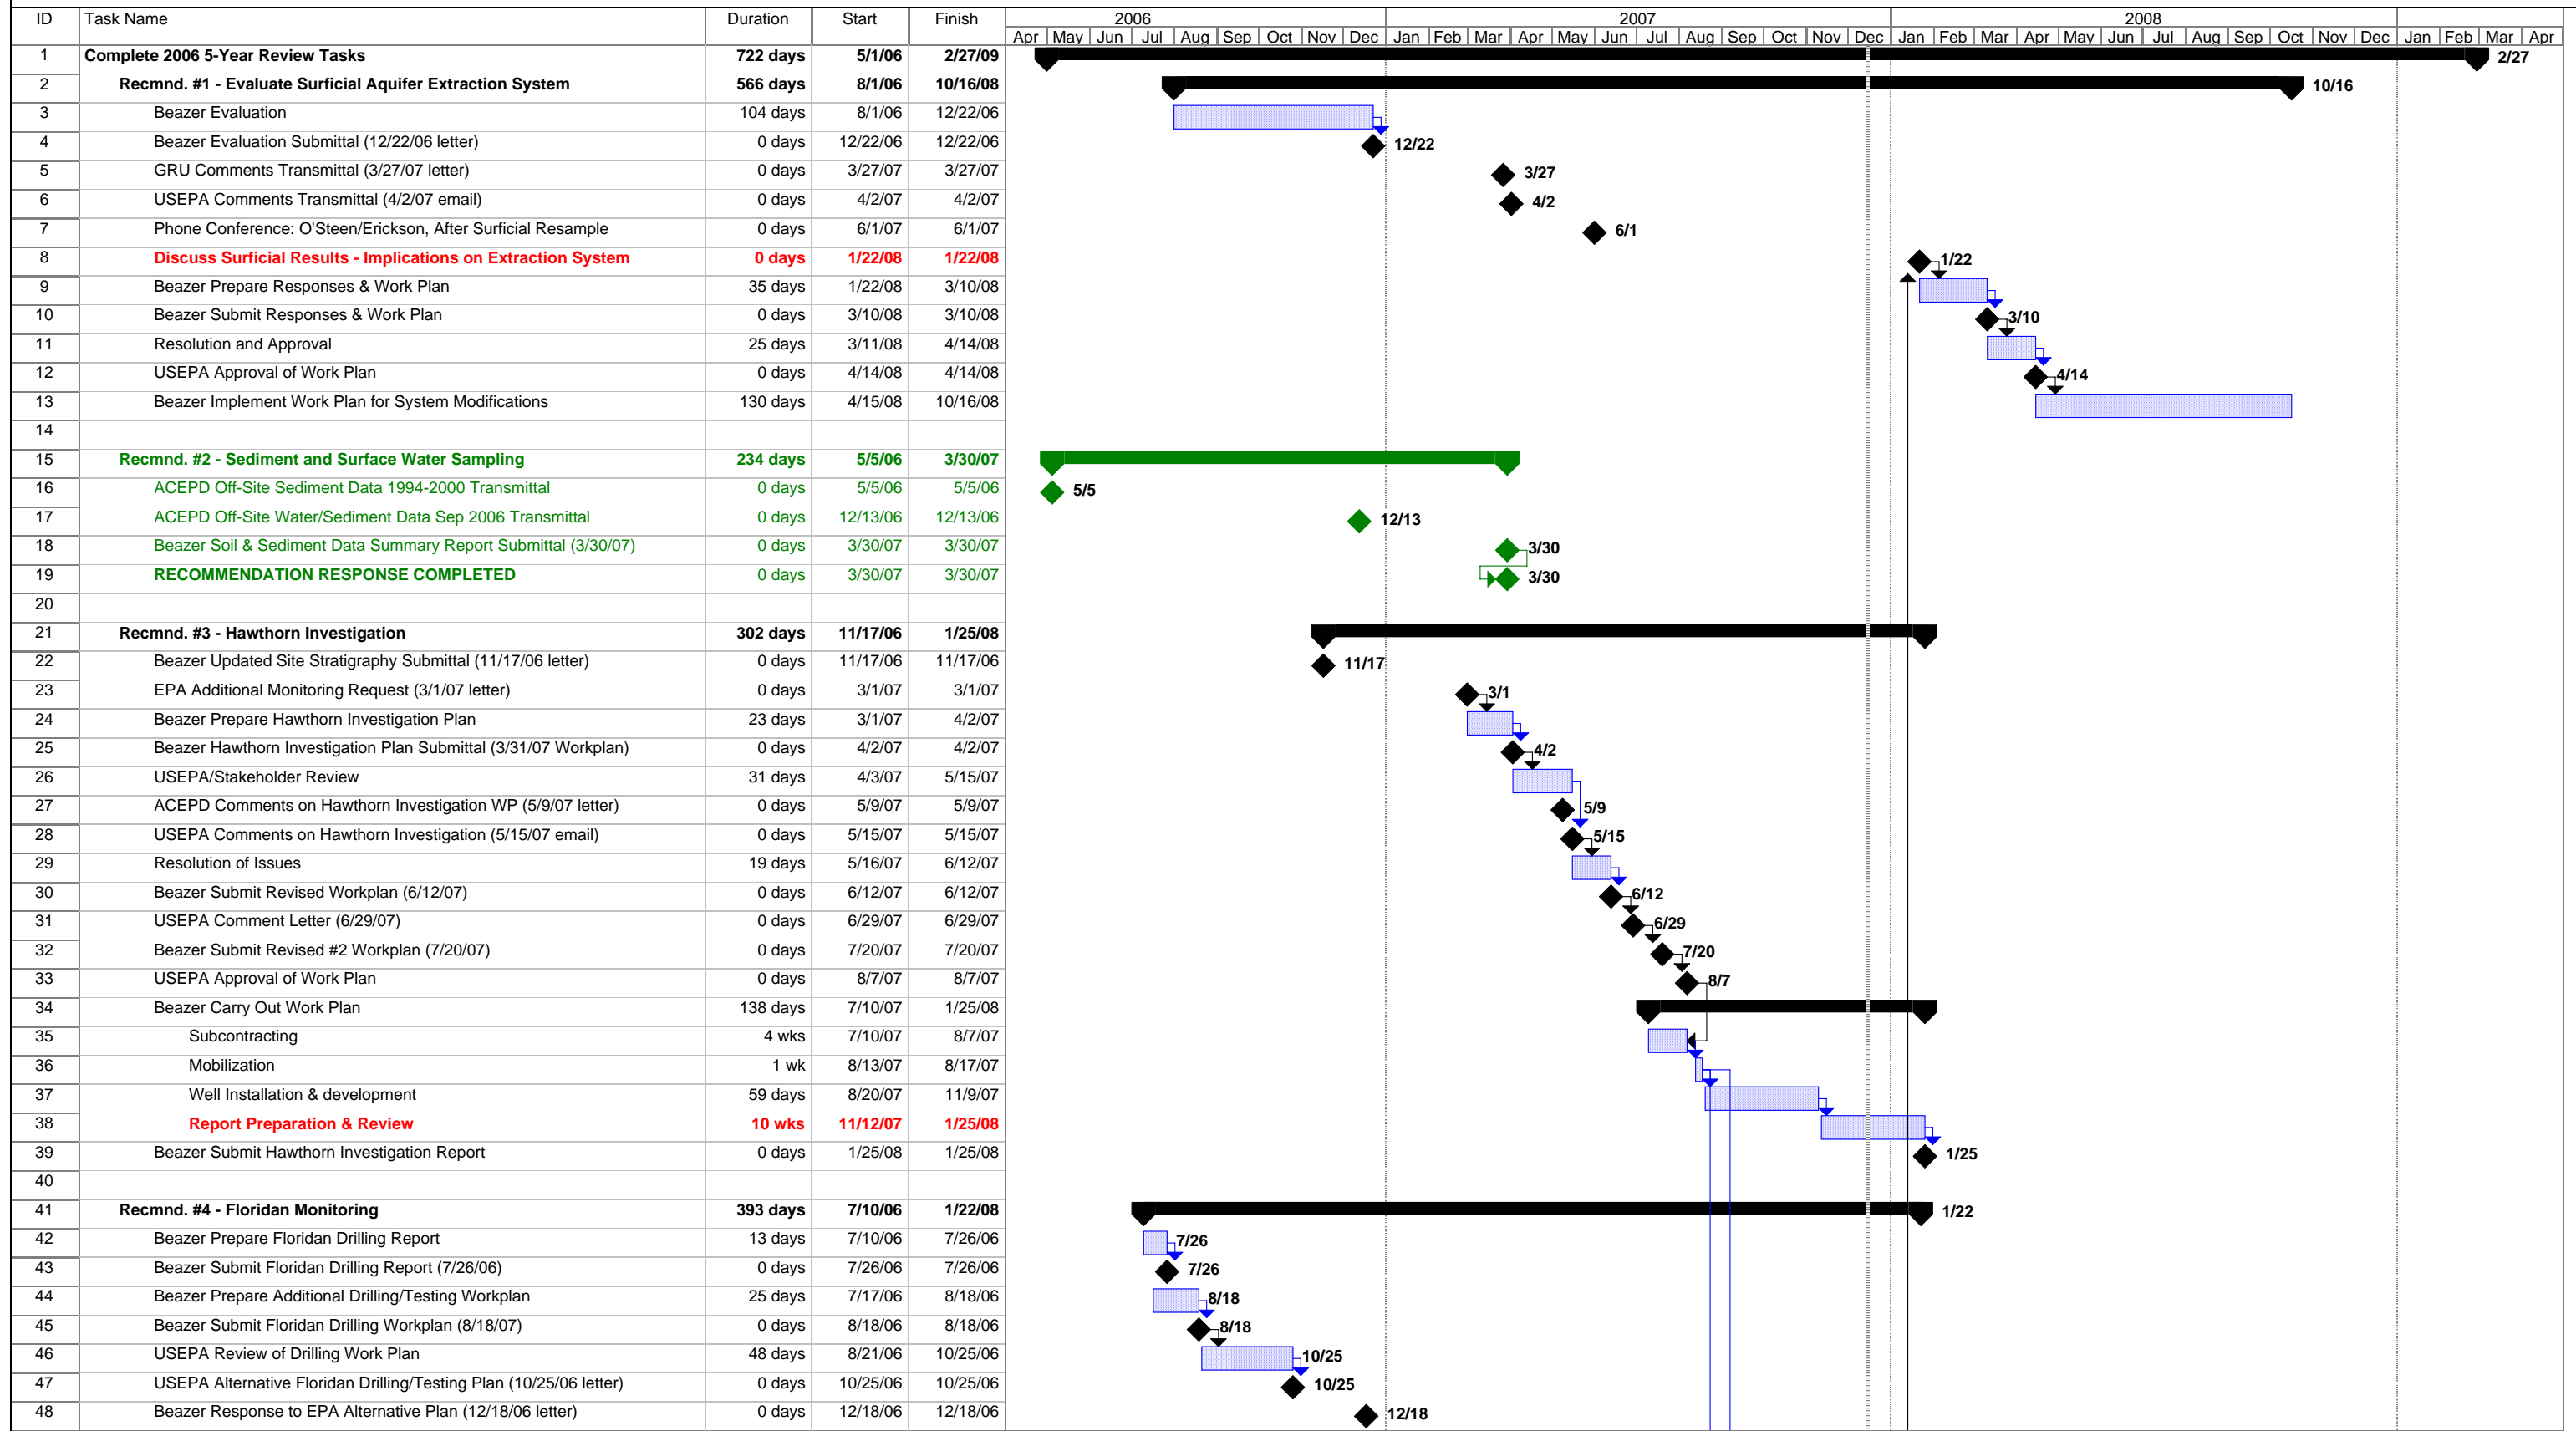 ID Task Name Duration Start Finish 2006 2007 2008
Apr May Jun Jul Aug Sep Oct Nov Dec Jan Feb Mar Apr May Jun Jul Aug Sep Oct Nov Dec Jan Feb Mar Apr May Jun Jul Aug Sep Oct Nov Dec Jan Feb Mar Apr
1 Complete 2006 5-Year Review Tasks 722 days 5/1/06 2/27/09 2/27
2 Recmnd. #1 - Evaluate Surficial Aquifer Extraction System 566 days 8/1/06 10/16/08 10/16
3 Beazer Evaluation 104 days 8/1/06 12/22/06
4 Beazer Evaluation Submittal (12/22/06 letter) 0 days 12/22/06 12/22/06 12/22
5 GRU Comments Transmittal (3/27/07 letter) 0 days 3/27/07 3/27/07 3/27
6 USEPA Comments Transmittal (4/2/07 email) 0 days 4/2/07 4/2/07 4/2
7 Phone Conference: O'Steen/Erickson, After Surficial Resample 0 days 6/1/07 6/1/07 6/1
8 Discuss Surficial Results - Implications on Extraction System 0 days 1/22/08 1/22/08 1/22
9 Beazer Prepare Responses & Work Plan 35 days 1/22/08 3/10/08
10 Beazer Submit Responses & Work Plan 0 days 3/10/08 3/10/08 3/10
11 Resolution and Approval 25 days 3/11/08 4/14/08
12 USEPA Approval of Work Plan 0 days 4/14/08 4/14/08 4/14
13 Beazer Implement Work Plan for System Modifications 130 days 4/15/08 10/16/08
14
15 Recmnd. #2 - Sediment and Surface Water Sampling 234 days 5/5/06 3/30/07
16 ACEPD Off-Site Sediment Data 1994-2000 Transmittal 0 days 5/5/06 5/5/06 5/5
17 ACEPD Off-Site Water/Sediment Data Sep 2006 Transmittal 0 days 12/13/06 12/13/06 12/13
18 Beazer Soil & Sediment Data Summary Report Submittal (3/30/07) 0 days 3/30/07 3/30/07 3/30
19 RECOMMENDATION RESPONSE COMPLETED 0 days 3/30/07 3/30/07 3/30
20
21 Recmnd. #3 - Hawthorn Investigation 302 days 11/17/06 1/25/08
22 Beazer Updated Site Stratigraphy Submittal (11/17/06 letter) 0 days 11/17/06 11/17/06 11/17
23 EPA Additional Monitoring Request (3/1/07 letter) 0 days 3/1/07 3/1/07 3/1
24 Beazer Prepare Hawthorn Investigation Plan 23 days 3/1/07 4/2/07
25 Beazer Hawthorn Investigation Plan Submittal (3/31/07 Workplan) 0 days 4/2/07 4/2/07 4/2
26 USEPA/Stakeholder Review 31 days 4/3/07 5/15/07
27 ACEPD Comments on Hawthorn Investigation WP (5/9/07 letter) 0 days 5/9/07 5/9/07 5/9
28 USEPA Comments on Hawthorn Investigation (5/15/07 email) 0 days 5/15/07 5/15/07 5/15
29 Resolution of Issues 19 days 5/16/07 6/12/07
30 Beazer Submit Revised Workplan (6/12/07) 0 days 6/12/07 6/12/07 6/12
31 USEPA Comment Letter (6/29/07) 0 days 6/29/07 6/29/07 6/29
32 Beazer Submit Revised #2 Workplan (7/20/07) 0 days 7/20/07 7/20/07 7/20
33 USEPA Approval of Work Plan 0 days 8/7/07 8/7/07 8/7
34 Beazer Carry Out Work Plan 138 days 7/10/07 1/25/08
35 Subcontracting 4 wks 7/10/07 8/7/07
36 Mobilization 1 wk 8/13/07 8/17/07
37 Well Installation & development 59 days 8/20/07 11/9/07
38 Report Preparation & Review 10 wks 11/12/07 1/25/08
39 Beazer Submit Hawthorn Investigation Report 0 days 1/25/08 1/25/08 1/25
40
41 Recmnd. #4 - Floridan Monitoring 393 days 7/10/06 1/22/08 1/22
42 Beazer Prepare Floridan Drilling Report 13 days 7/10/06 7/26/06 7/26
43 Beazer Submit Floridan Drilling Report (7/26/06) 0 days 7/26/06 7/26/06 7/26
44 Beazer Prepare Additional Drilling/Testing Workplan 25 days 7/17/06 8/18/06 8/18
45 Beazer Submit Floridan Drilling Workplan (8/18/07) 0 days 8/18/06 8/18/06 8/18
46 USEPA Review of Drilling Work Plan 48 days 8/21/06 10/25/06 10/25
47 USEPA Alternative Floridan Drilling/Testing Plan (10/25/06 letter) 0 days 10/25/06 10/25/06 10/25
48 Beazer Response to EPA Alternative Plan (12/18/06 letter) 0 days 12/18/06 12/18/06 12/18